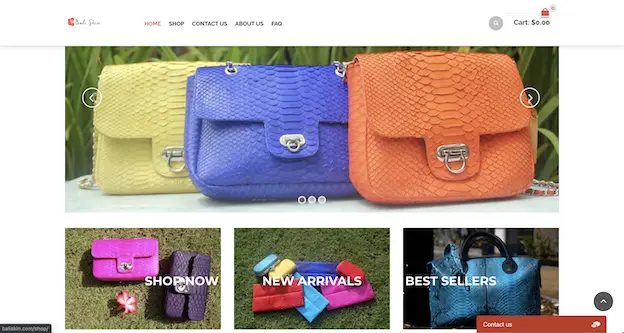 Bali Skin
HOME SHOP CONTACT US ABOUT US FAQ
0
Cart: $0.00
SHOP NOW
NEW ARRIVALS
BEST SELLERS
Contact us
baliskin.com/shop/